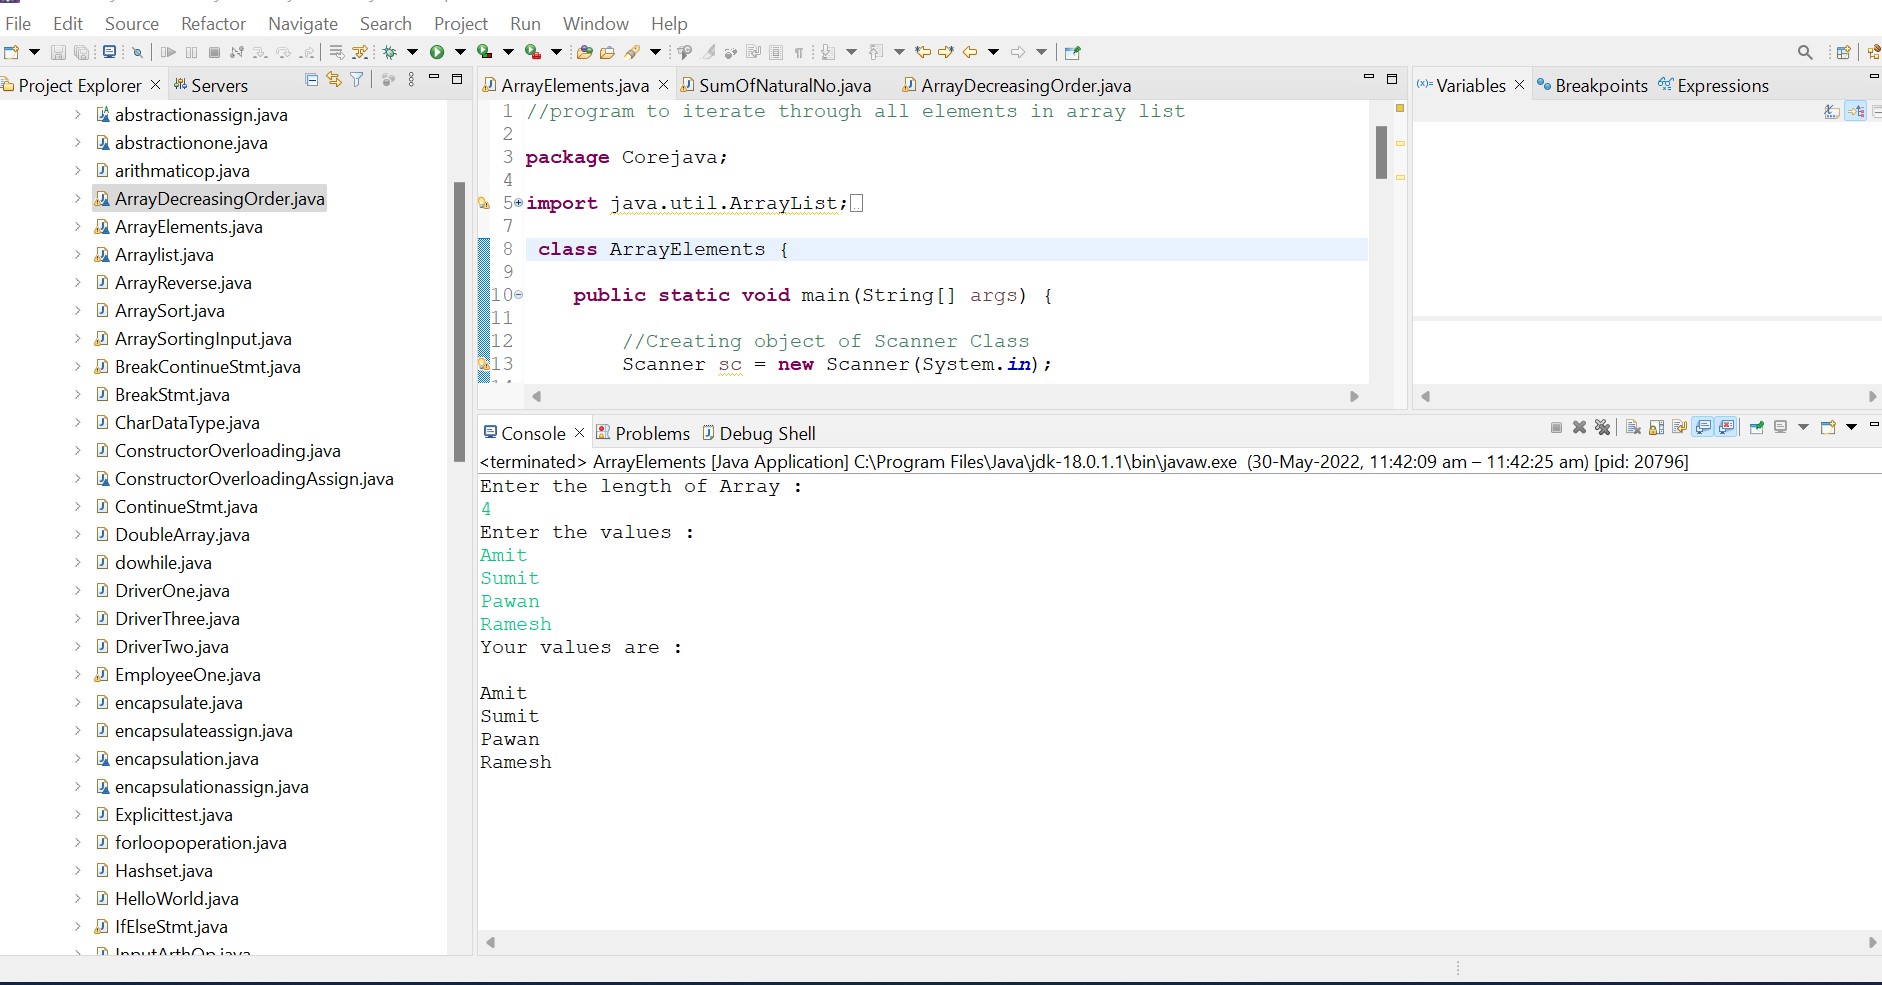 File Edit Source Refactor Navigate Search Project Run Window Help
Project Explorer Servers
abstractionassign.java
abstractionone.java
arithmaticop.java
ArrayDecreasingOrder.java
ArrayElements.java
Arraylist.java
ArrayReverse.java
ArraySort.java
ArraySortingInput.java
BreakContinueStmt.java
BreakStmt.java
CharDataType.java
ConstructorOverloading.java
ConstructorOverloadingAssign.java
ContinueStmt.java
DoubleArray.java
dowhile.java
DriverOne.java
DriverThree.java
DriverTwo.java
EmployeeOne.java
encapsulate.java
encapsulateassign.java
encapsulation.java
encapsulationassign.java
Explicittest.java
forloopoperation.java
Hashset.java
HelloWorld.java
IfElseStmt.java
InputArthOp.java
ArrayElements.java SumOfNaturalNo.java ArrayDecreasingOrder.java
1 //program to iterate through all elements in array list
2
3 package Corejava;
4
5 import java.util.ArrayList;
7
8 class ArrayElements {
9
10 public static void main(String[] args) {
11
12 //Creating object of Scanner Class
13 Scanner sc = new Scanner(System.in);
Variables Breakpoints Expressions
Console Problems Debug Shell
<terminated> ArrayElements [Java Application] C:\Program Files\Java\jdk-18.0.1.1\bin\javaw.exe (30-May-2022, 11:42:09 am – 11:42:25 am) [pid: 20796]
Enter the length of Array :
4
Enter the values :
Amit
Sumit
Pawan
Ramesh
Your values are :
Amit
Sumit
Pawan
Ramesh